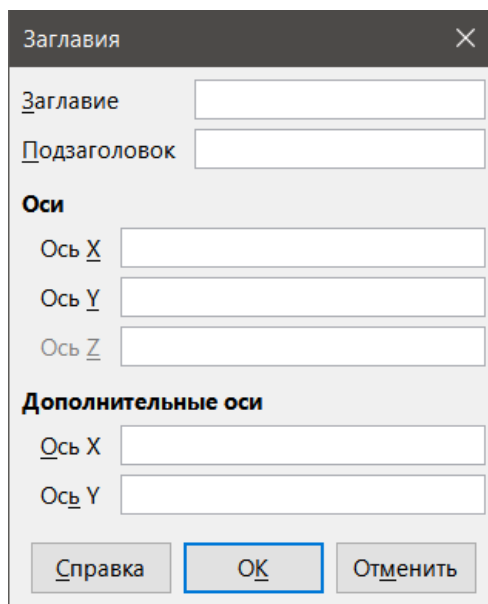 Заглавия
Заглавие
Подзаголовок
Оси
Ось X
Ось Y
Ось Z
Дополнительные оси
Ось X
Ось Y
Справка OK Отменить